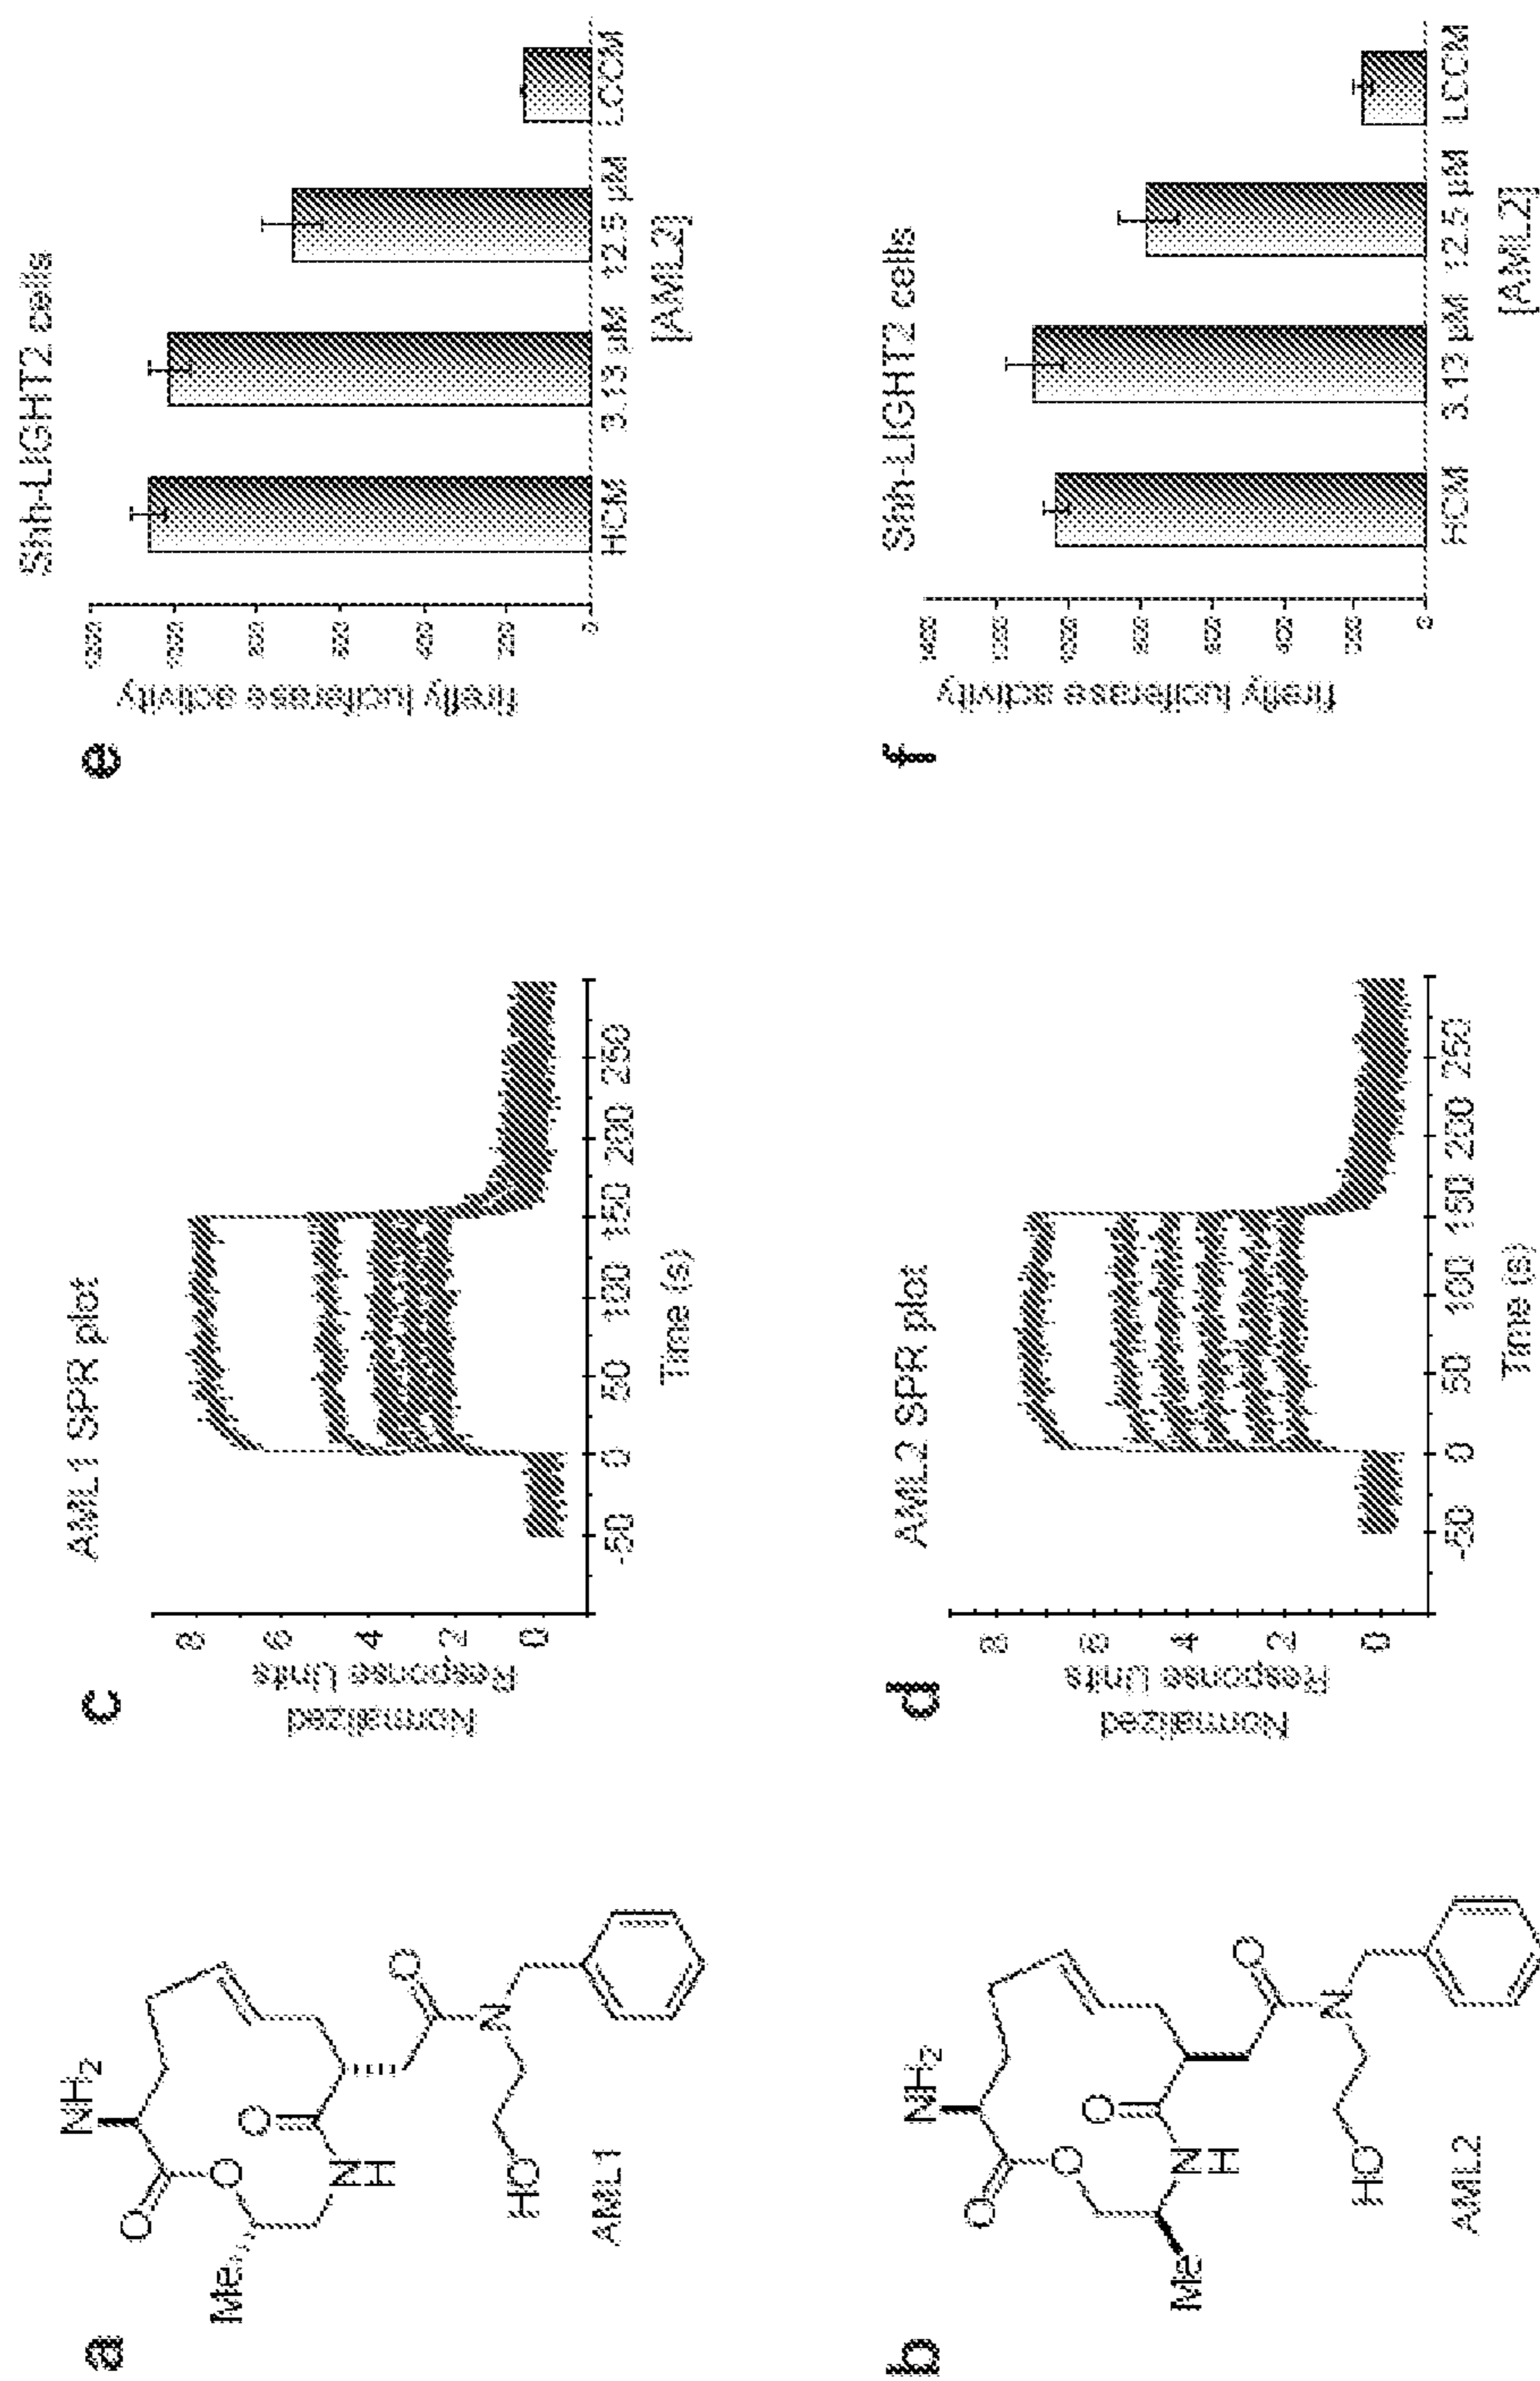 a
NH2
O
O
O
O
Me
N
H
N
HO
AML1
c
AML1 SPR plot
Normalized
Response Units
8
6
4
2
0
-50 0 50 100 150 200 250
Time (s)
e
Shh-LIGHT2 cells
firefly luciferase activity
400
200
0
HCM 3.13 µM 12.5 µM LCCM
[AML2]
b
NH2
O
O
O
O
Me
N
H
N
HO
AML2
d
AML2 SPR plot
Normalized
Response Units
8
6
4
2
0
-50 0 50 100 150 200 250
Time (s)
f
Shh-LIGHT2 cells
firefly luciferase activity
1400
0
HCM 3.13 µM 12.5 µM LCCM
[AML2]